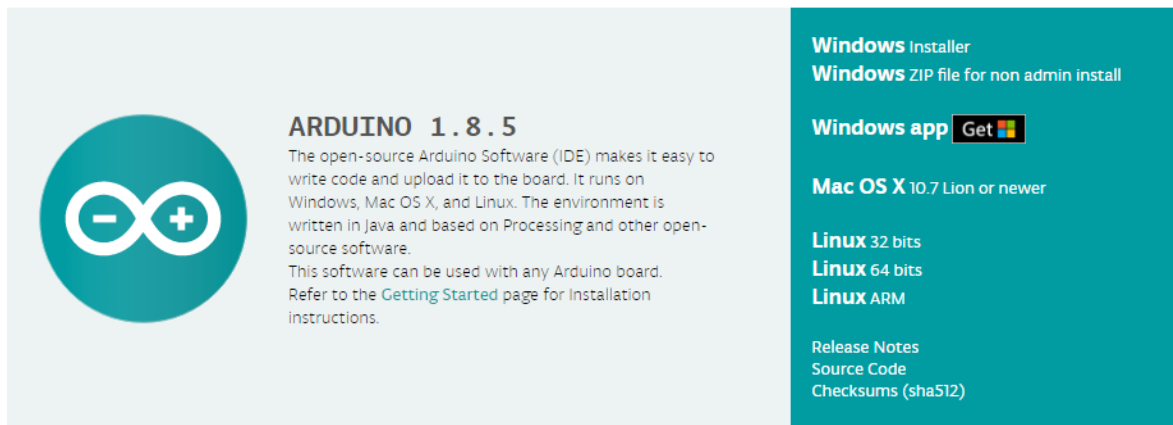 ARDUINO 1.8.5
The open-source Arduino Software (IDE) makes it easy to
write code and upload it to the board. It runs on
Windows, Mac OS X, and Linux. The environment is
written in Java and based on Processing and other open-
source software.
This software can be used with any Arduino board.
Refer to the Getting Started page for Installation
instructions.
Windows Installer
Windows ZIP file for non admin install
Windows app Get
Mac OS X 10.7 Lion or newer
Linux 32 bits
Linux 64 bits
Linux ARM
Release Notes
Source Code
Checksums (sha512)